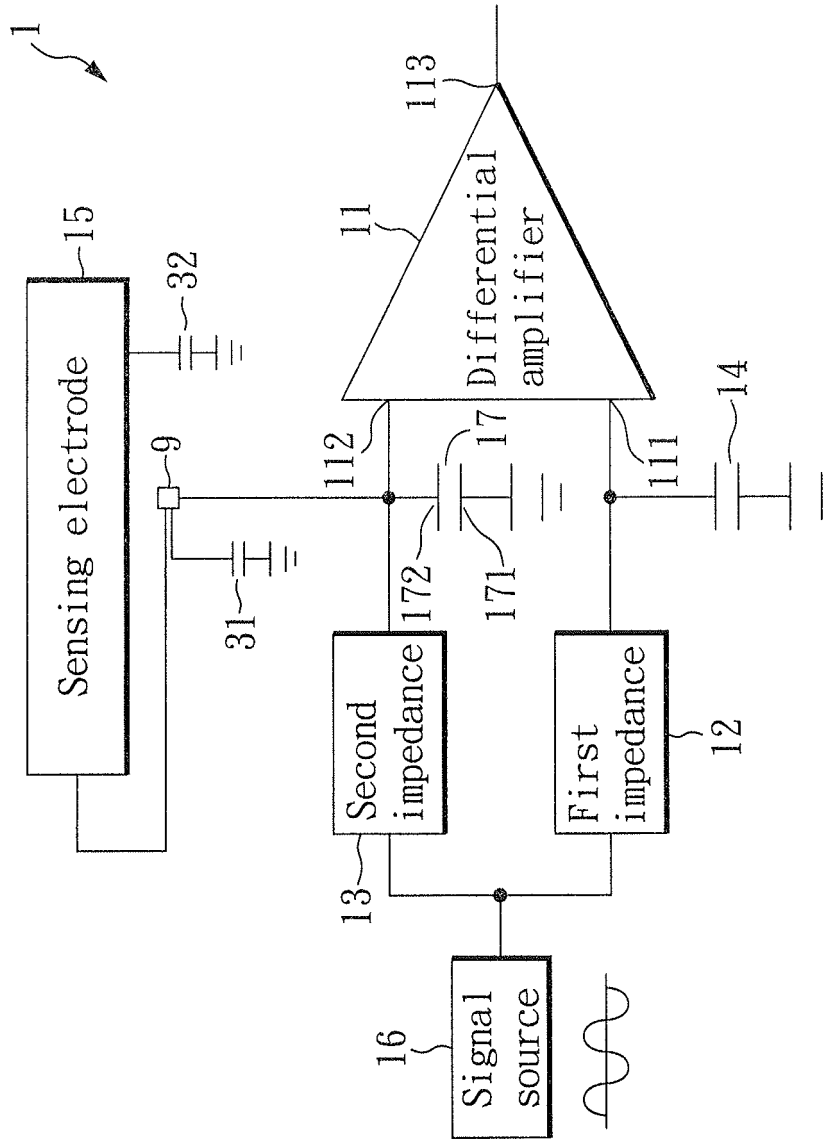 1
Sensing electrode
15
32
9
31
11
113
Differential
amplifier
112
111
17
172
171
14
Second
impedance
13
First
impedance
12
16
Signal
source